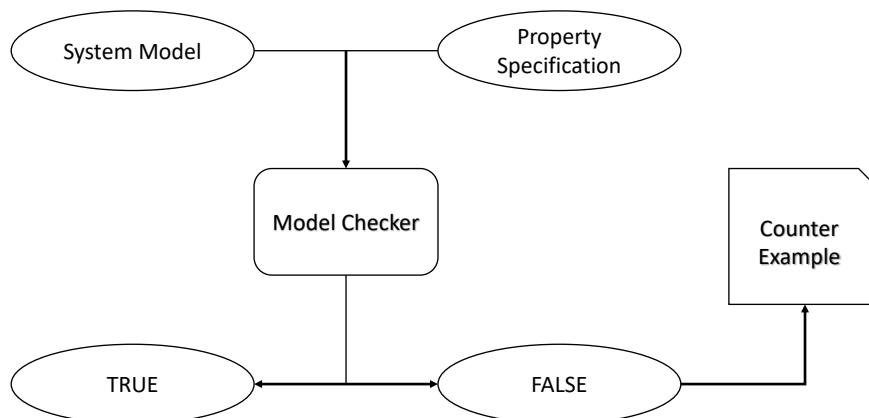 System Model
Property
Specification
Model Checker
Counter
Example
TRUE
FALSE